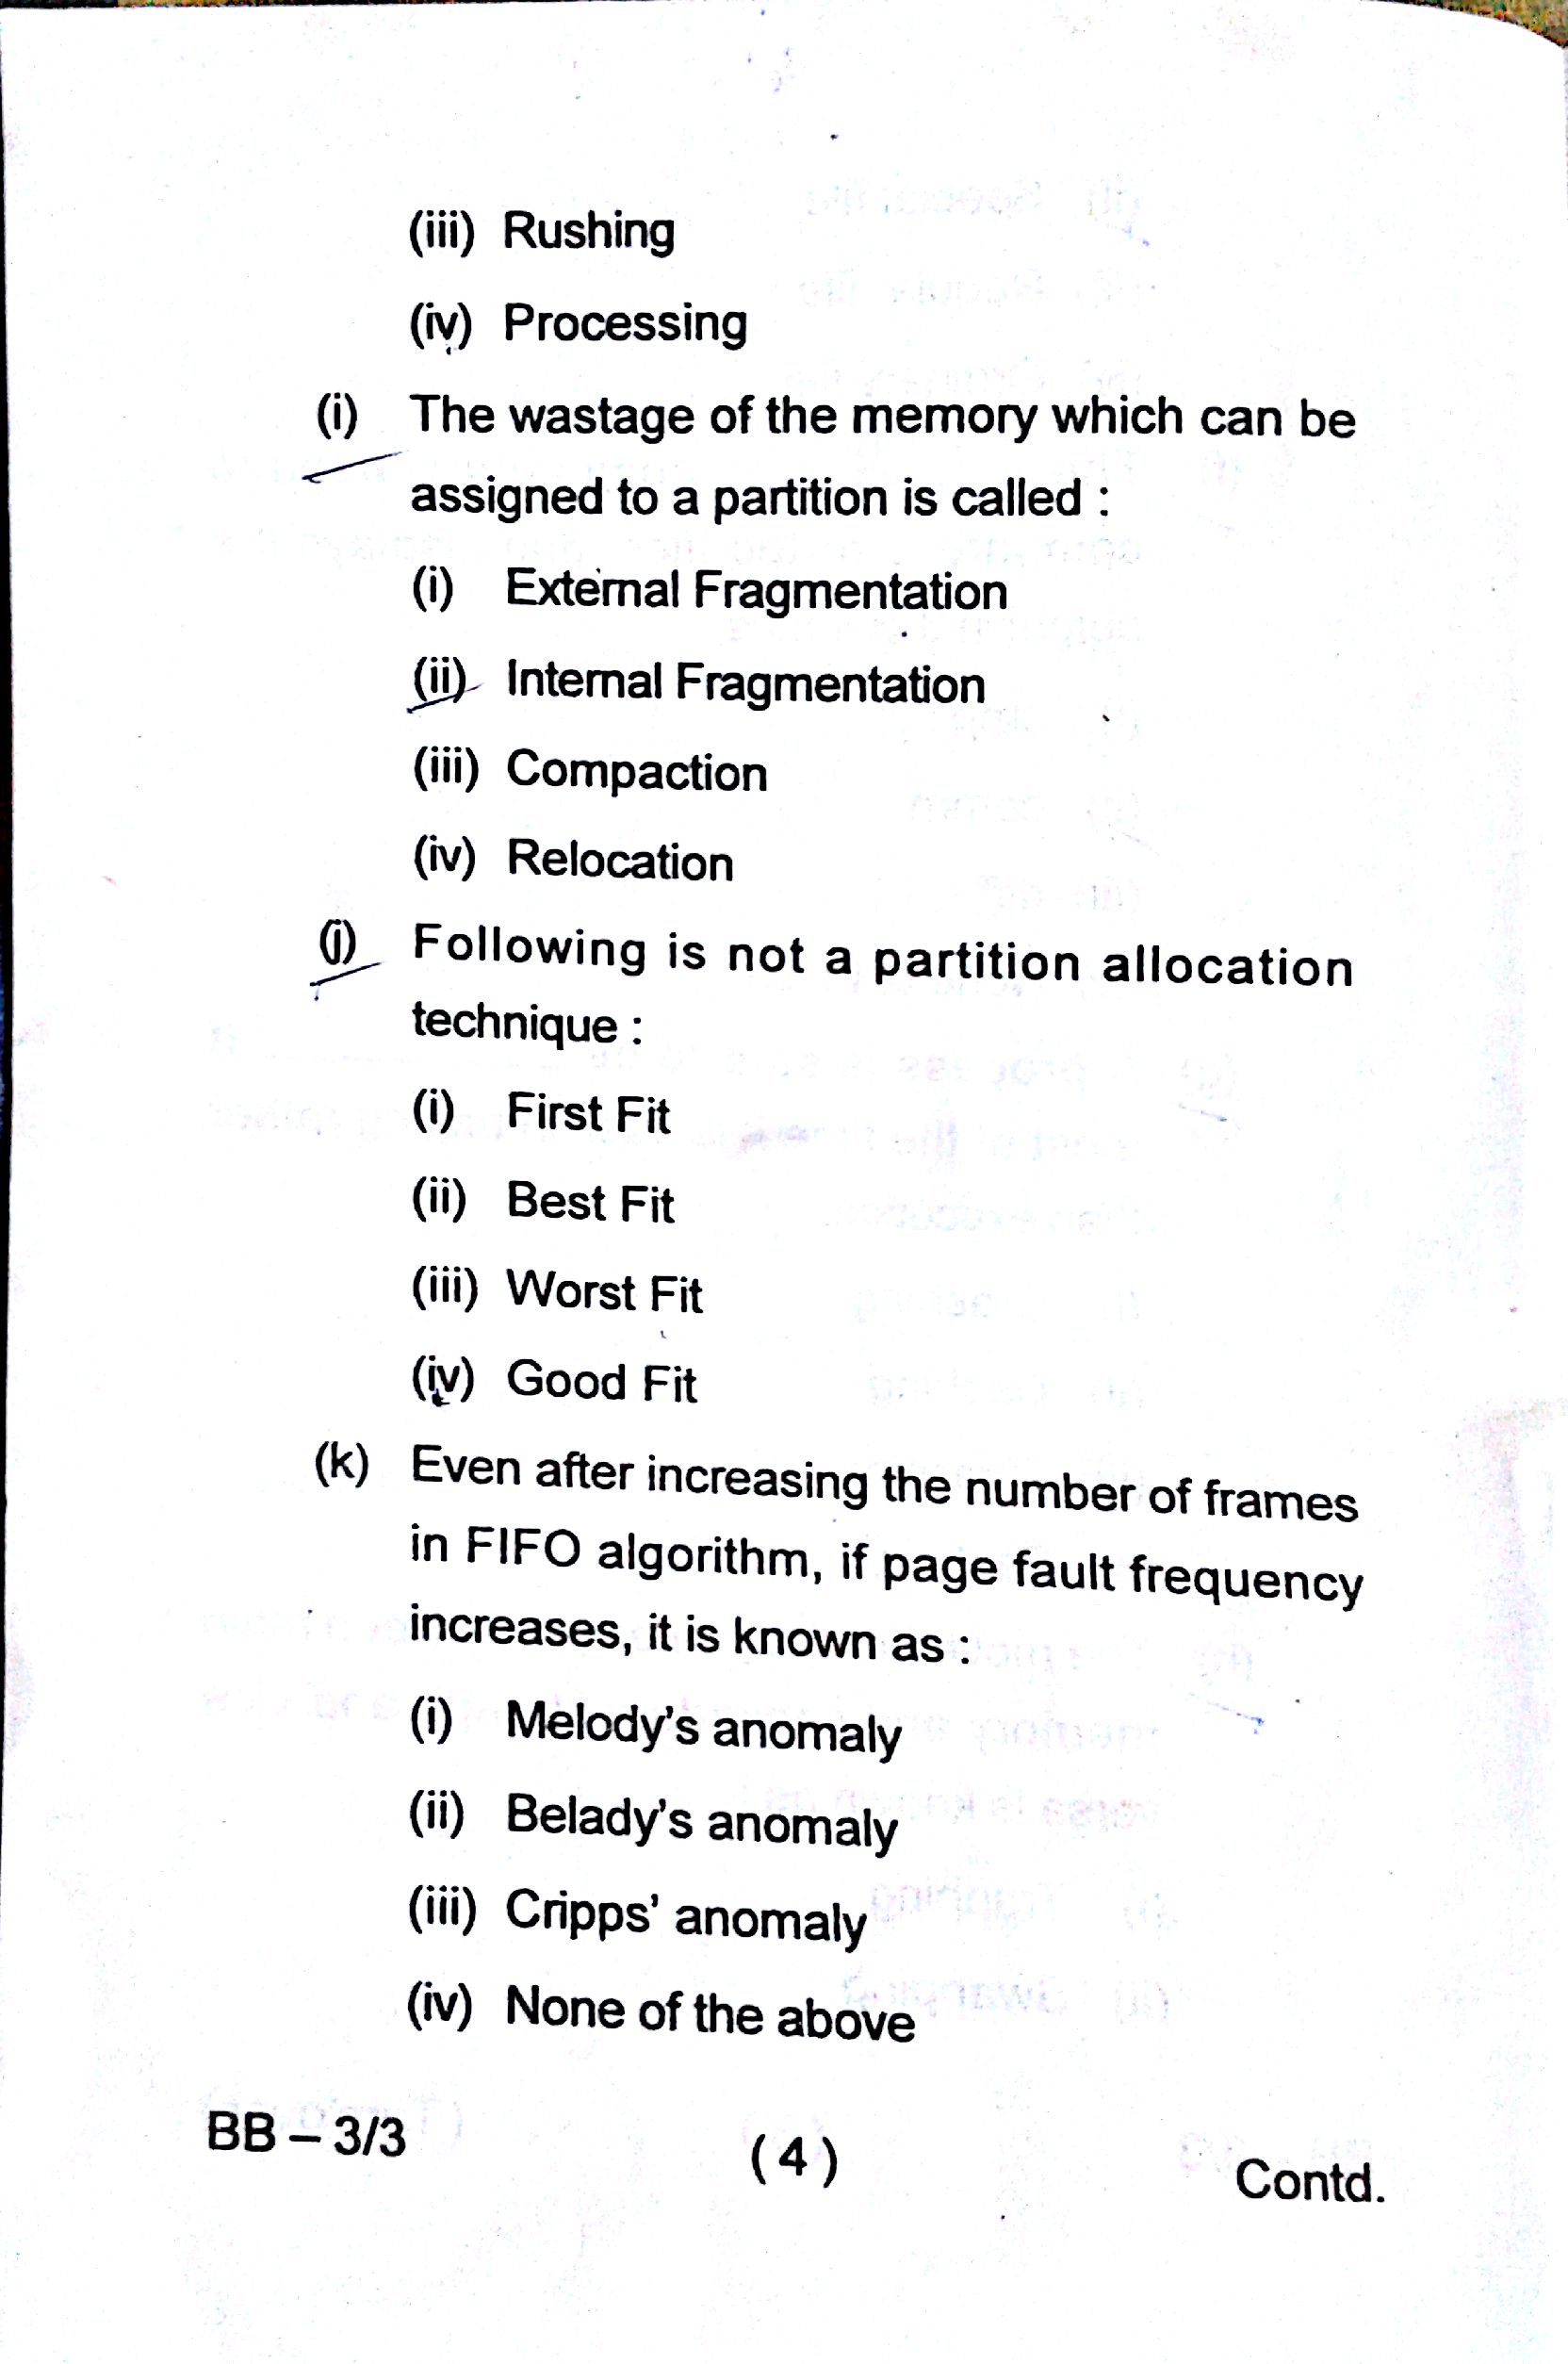 (iii) Rushing
(iv) Processing
(i) The wastage of the memory which can be
assigned to a partition is called :
(i) External Fragmentation
(ii) Internal Fragmentation
(iii) Compaction
(iv) Relocation
(j) Following is not a partition allocation
technique :
(i) First Fit
(ii) Best Fit
(iii) Worst Fit
(iv) Good Fit
(k) Even after increasing the number of frames
in FIFO algorithm, if page fault frequency
increases, it is known as :
(i) Melody's anomaly
(ii) Belady's anomaly
(iii) Cripps' anomaly
(iv) None of the above
BB – 3/3 (4) Contd.